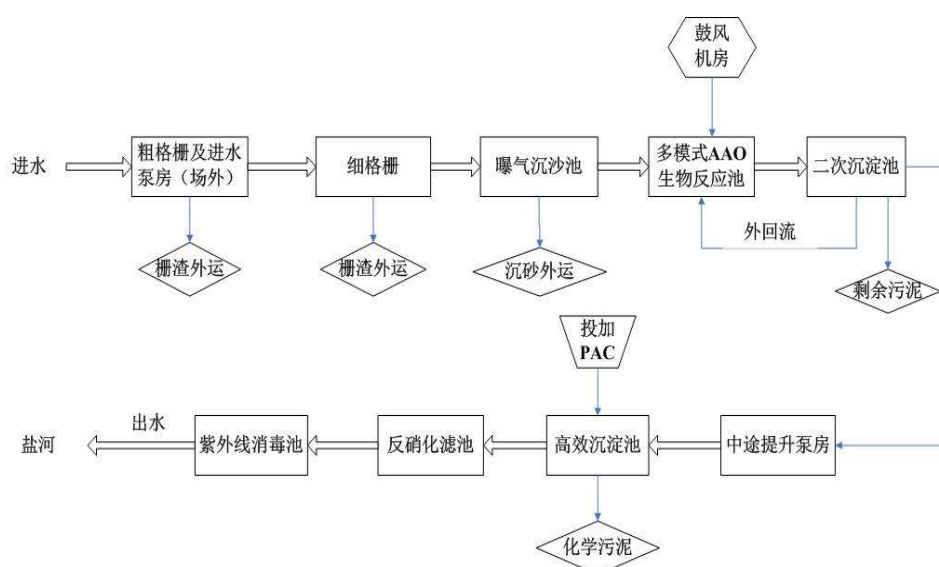 鼓风
机房
进水
粗格栅及进水
泵房（场外）
细格栅
曝气沉沙池
多模式AAO
生物反应池
二次沉淀池
外回流
栅渣外运
栅渣外运
沉砂外运
剩余污泥
投加
PAC
盐河
出水
紫外线消毒池
反硝化滤池
高效沉淀池
中途提升泵房
化学污泥